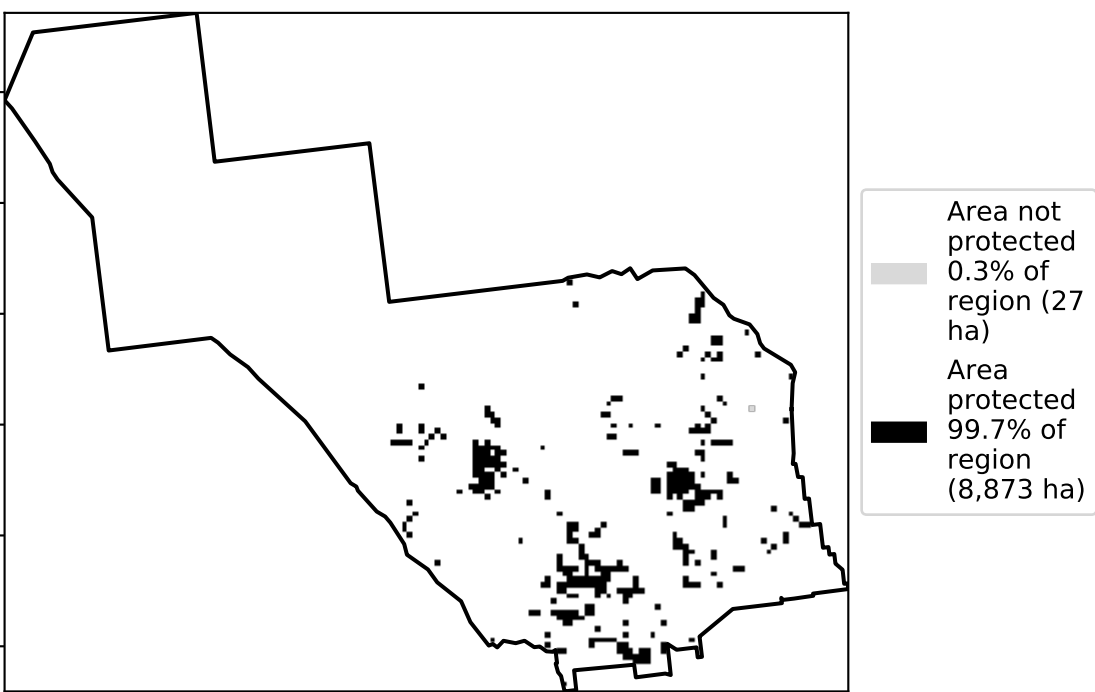 Area not
protected
0.3% of
region (27
ha)
Area
protected
99.7% of
region
(8,873 ha)